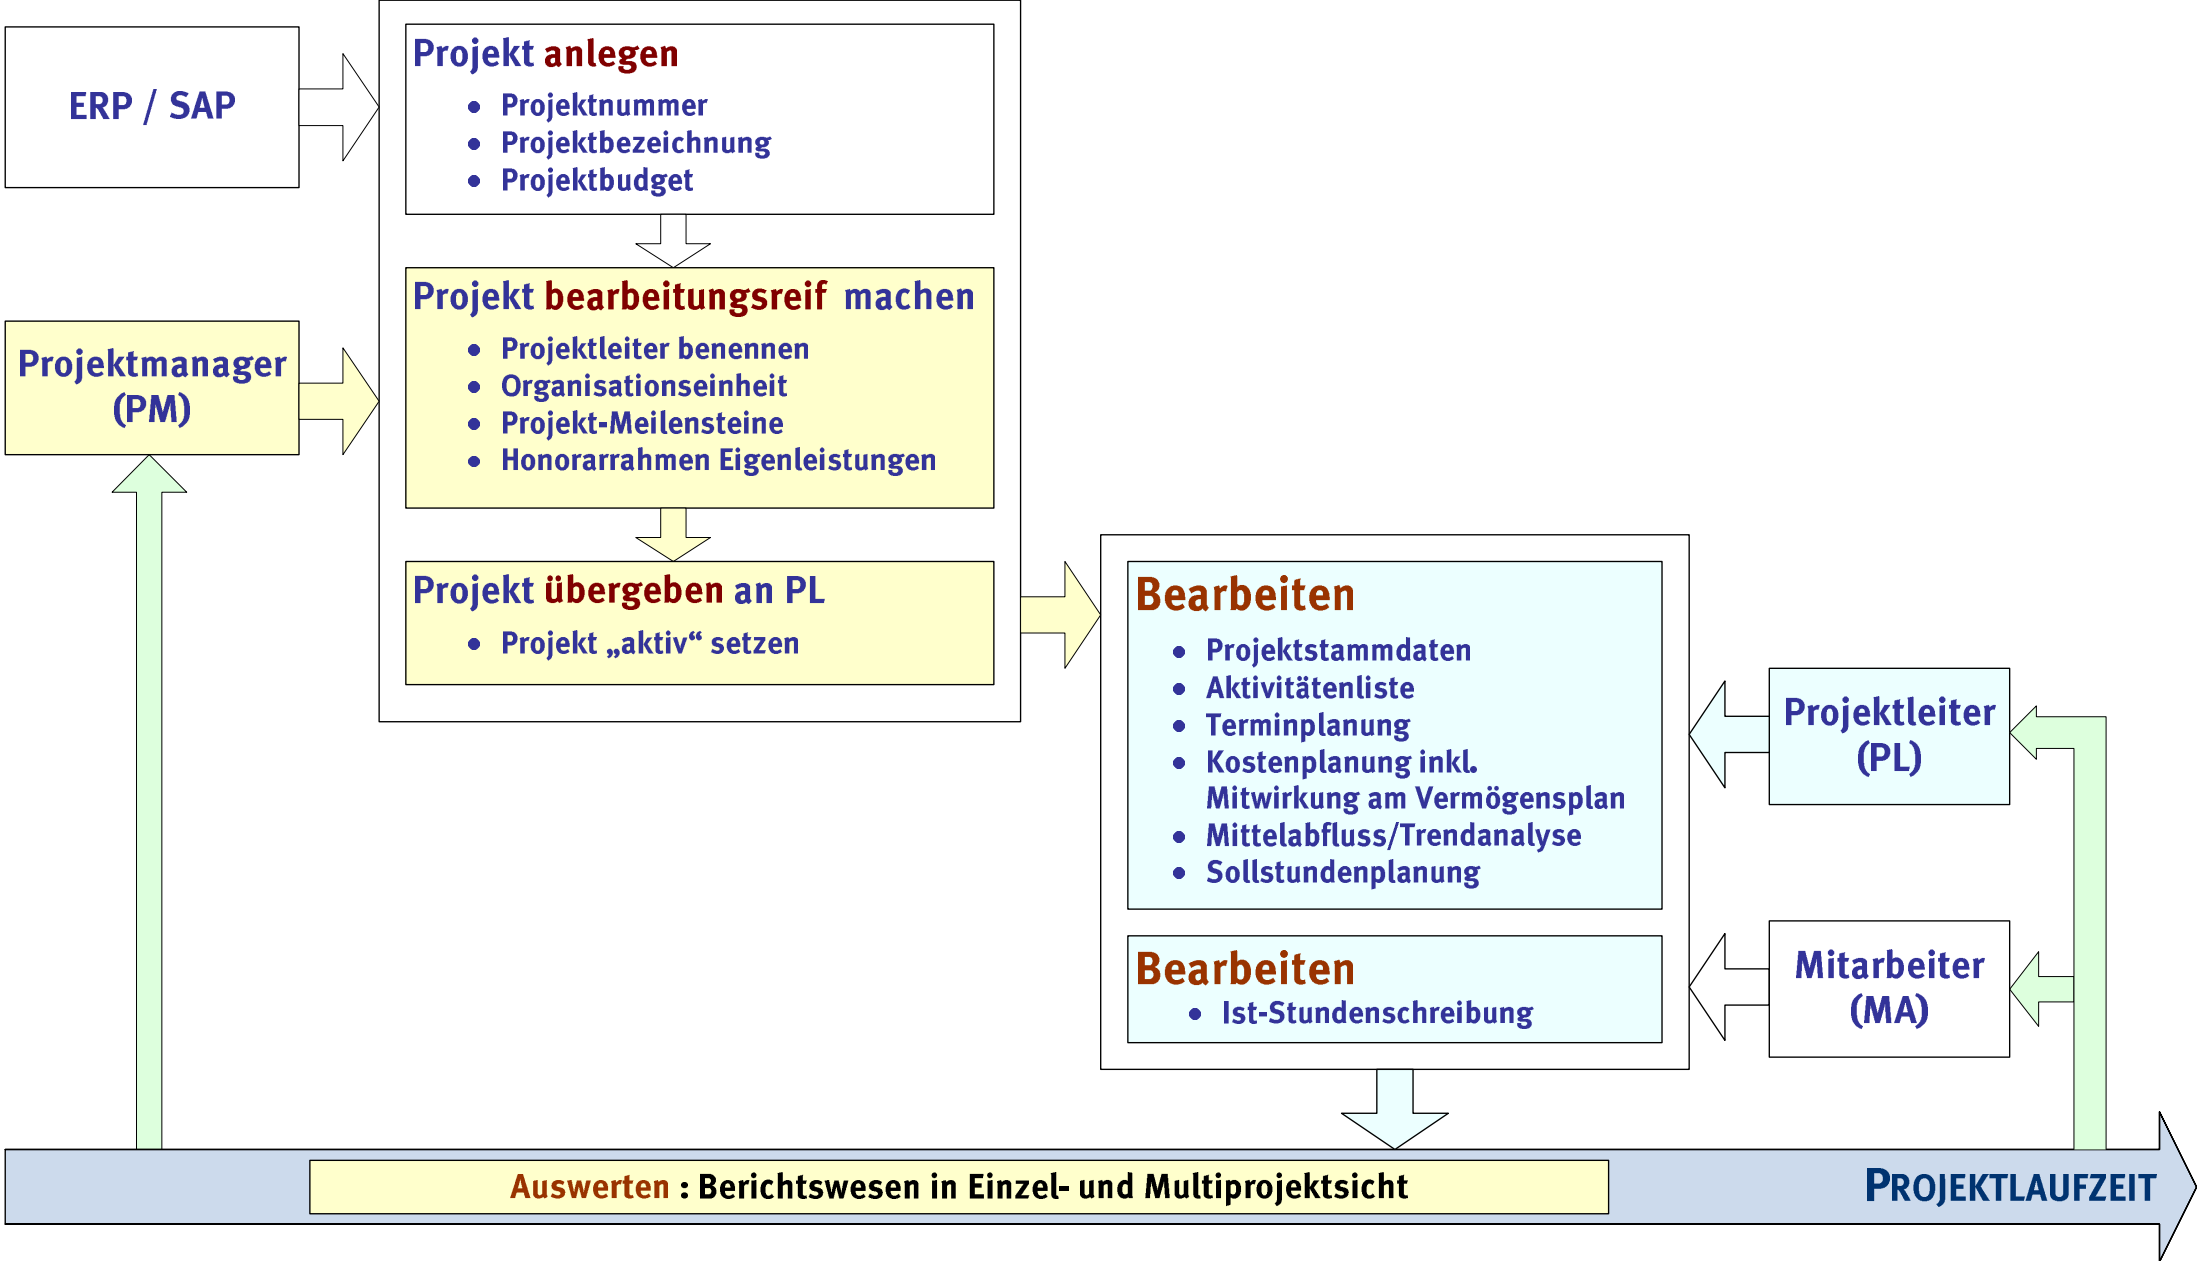 ERP / SAP
Projekt anlegen
• Projektnummer
• Projektbezeichnung
• Projektbudget
Projektmanager
(PM)
Projekt bearbeitungsreif machen
• Projektleiter benennen
• Organisationseinheit
• Projekt-Meilensteine
• Honorarrahmen Eigenleistungen
Projekt übergeben an PL
• Projekt „aktiv“ setzen
Bearbeiten
• Projektstammdaten
• Aktivitätenliste
• Terminplanung
• Kostenplanung inkl.
Mitwirkung am Vermögensplan
• Mittelabfluss/Trendanalyse
• Sollstundenplanung
Projektleiter
(PL)
Bearbeiten
• Ist-Stundenschreibung
Mitarbeiter
(MA)
Auswerten : Berichtswesen in Einzel- und Multiprojektsicht
PROJEKTLAUFZEIT